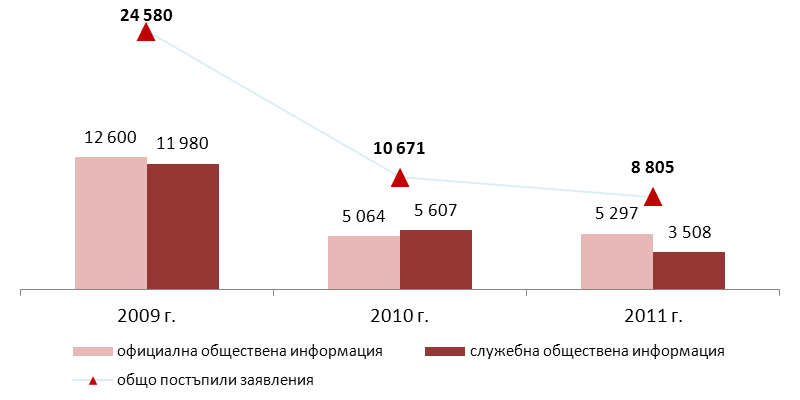 24 580
12 600
11 980
10 671
5 064
5 607
8 805
5 297
3 508
2009 г.
2010 г.
2011 г.
официална обществена информация
служебна обществена информация
общо постъпили заявления